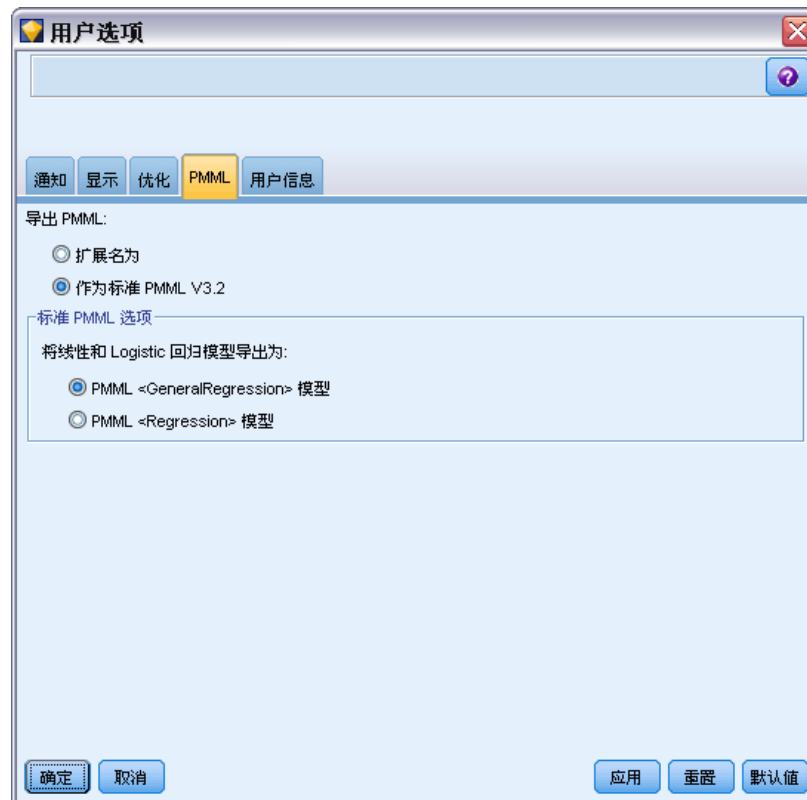 用户选项
通知 显示 优化 PMML 用户信息
导出 PMML:
扩展名为
作为标准 PMML V3.2
标准 PMML 选项
将线性和 Logistic 回归模型导出为:
PMML <GeneralRegression> 模型
PMML <Regression> 模型
确定 取消 应用 重置 默认值